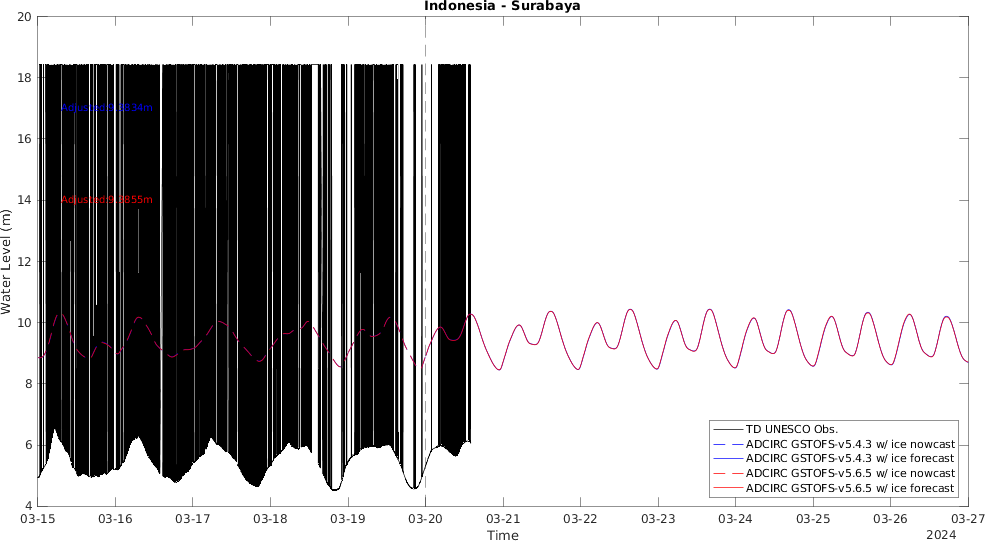 Indonesia - Surabaya
20
18
16
14
12
10
8
6
4
Water Level (m)
TD UNESCO Obs.
ADCIRC GSTOFS-v5.4.3 w/ ice nowcast
ADCIRC GSTOFS-v5.4.3 w/ ice forecast
ADCIRC GSTOFS-v5.6.5 w/ ice nowcast
ADCIRC GSTOFS-v5.6.5 w/ ice forecast
03-15
03-16
03-17
03-18
03-19
03-20
03-21
03-22
03-23
03-24
03-25
03-26
03-27
Time
2024